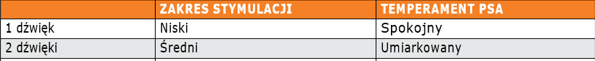 ZAKRES STYMULACJI TEMPERAMENT PSA
1 dźwięk Niski Spokojny
2 dźwięki Średni Umiarkowany